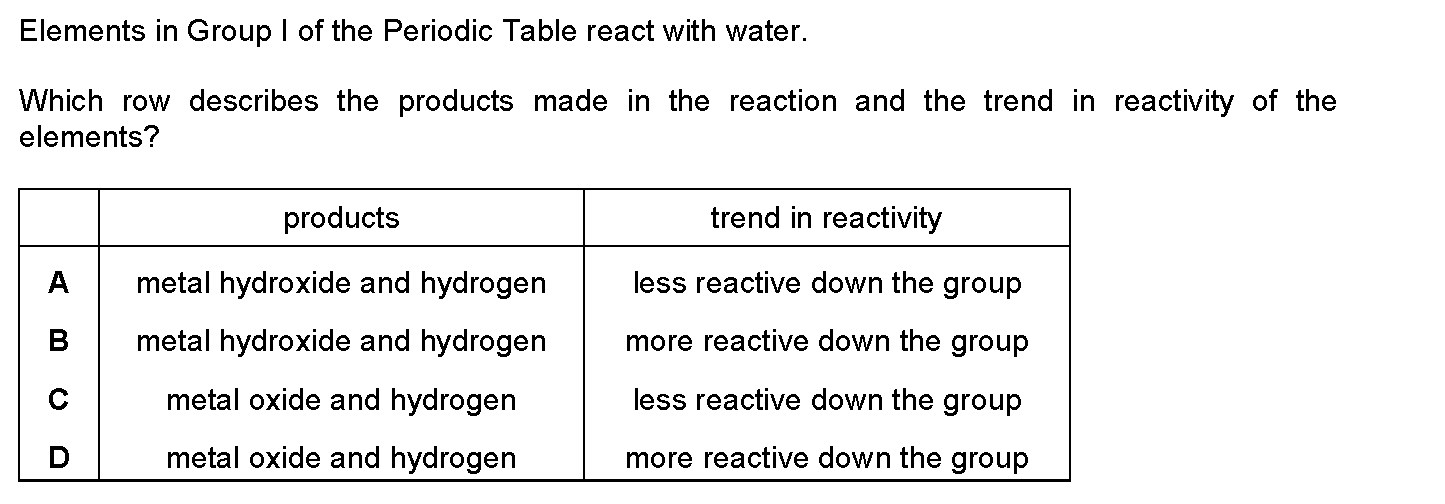 Elements in Group I of the Periodic Table react with water.
Which row describes the products made in the reaction and the trend in reactivity of the
elements?
products trend in reactivity
A metal hydroxide and hydrogen less reactive down the group
B metal hydroxide and hydrogen more reactive down the group
C metal oxide and hydrogen less reactive down the group
D metal oxide and hydrogen more reactive down the group